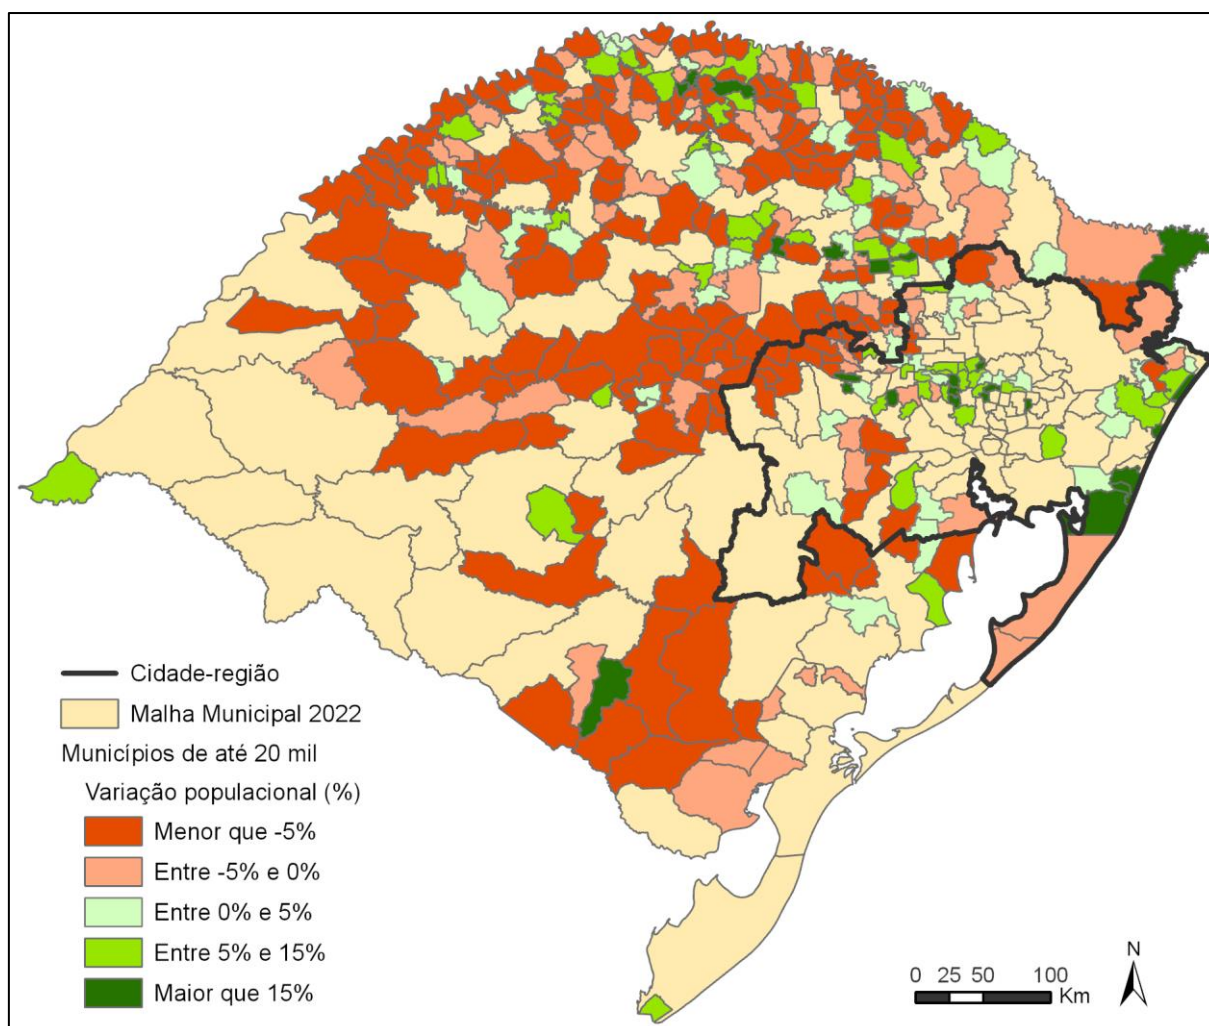 Cidade-região
Malha Municipal 2022
Municípios de até 20 mil
Variação populacional (%)
Menor que -5%
Entre -5% e 0%
Entre 0% e 5%
Entre 5% e 15%
Maior que 15%
0 25 50 100
Km
N